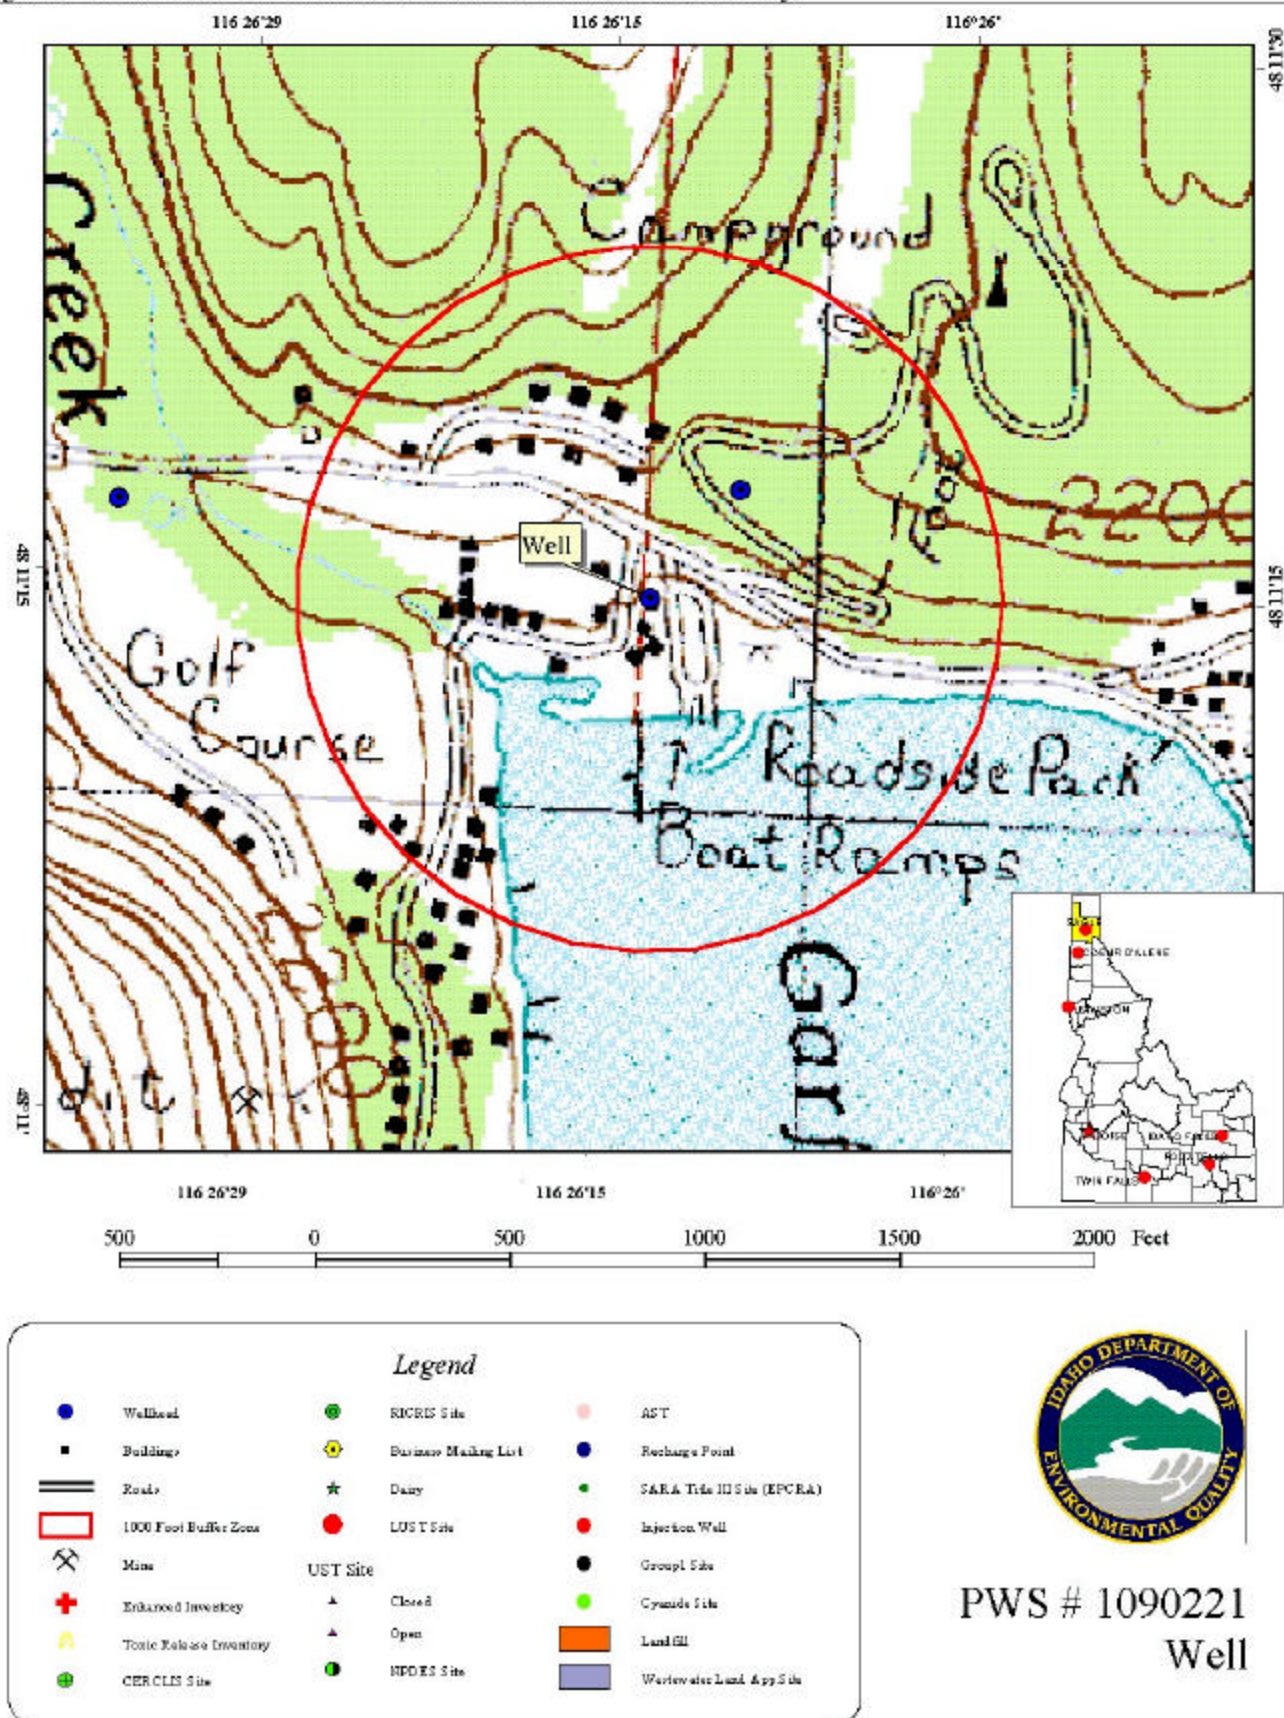 116 26'29
116 26'15
116°26"
48 11'30
Campground
Creek
2200
Well
48 11'15
48 11'15
Golf
Course
Roadside Park
Boat Ramps
Gar
48°11'
COEUR D'ALENE
BOISE
IDAHO FALLS
TWIN FALLS
116 26'29
116 26'15
116°26"
500 0 500 1000 1500 2000 Feet
Legend
Wellhead
Buildings
Roads
1000 Foot Buffer Zone
Mine
Enhanced Inventory
Toxic Release Inventory
CERCLIS Site
RICRIS Site
Business Mailing List
Dairy
LUST Site
UST Site
Closed
Open
NPDES Site
AST
Recharge Point
SARA Title III Site (EPCRA)
Injection Well
Group1 Site
Cyanide Site
Landfill
Wastewater Land App Site
IDAHO DEPARTMENT OF
ENVIRONMENTAL QUALITY
PWS # 1090221
Well